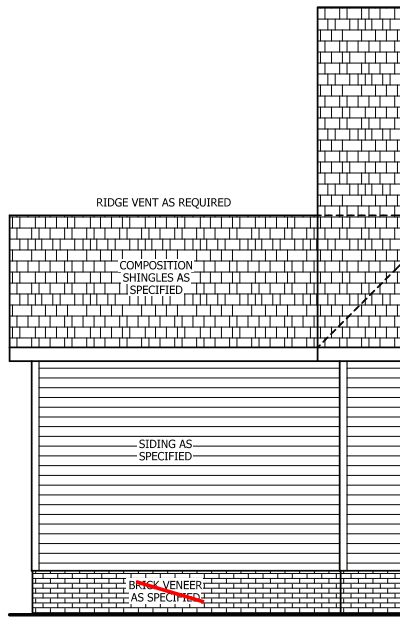 RIDGE VENT AS REQUIRED
COMPOSITION
SHINGLES AS
SPECIFIED
SIDING AS
SPECIFIED
BRICK VENEER
AS SPECIFIED